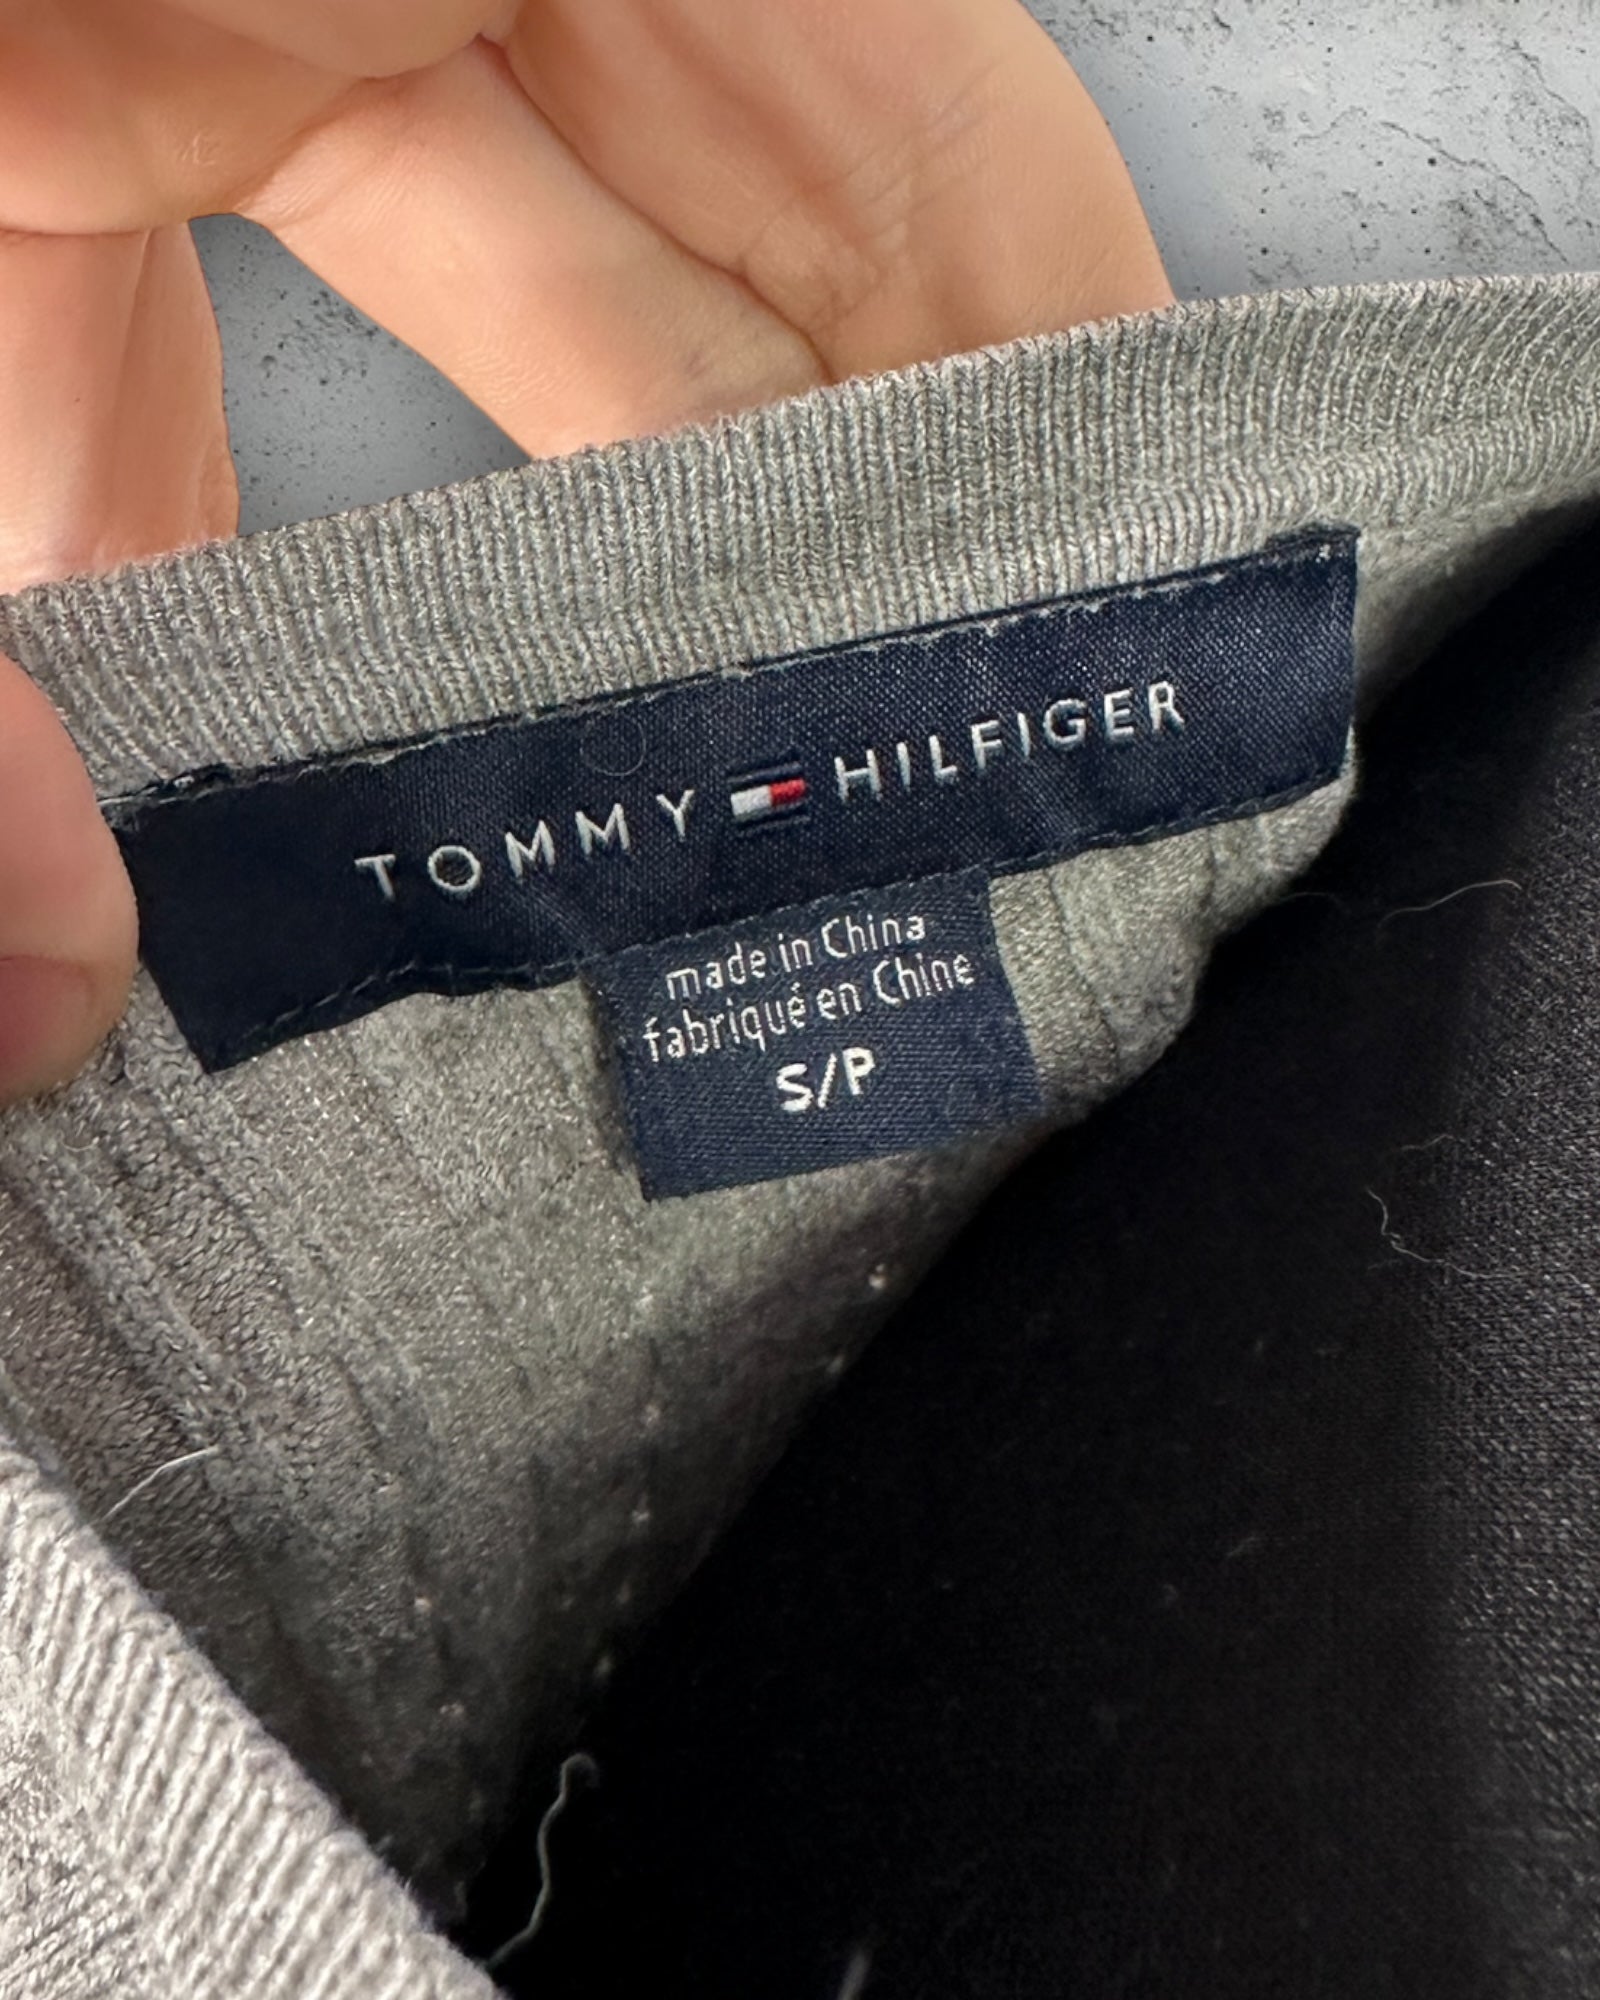 TOMMY HILFIGER
made in China
fabriqué en Chine
S/P